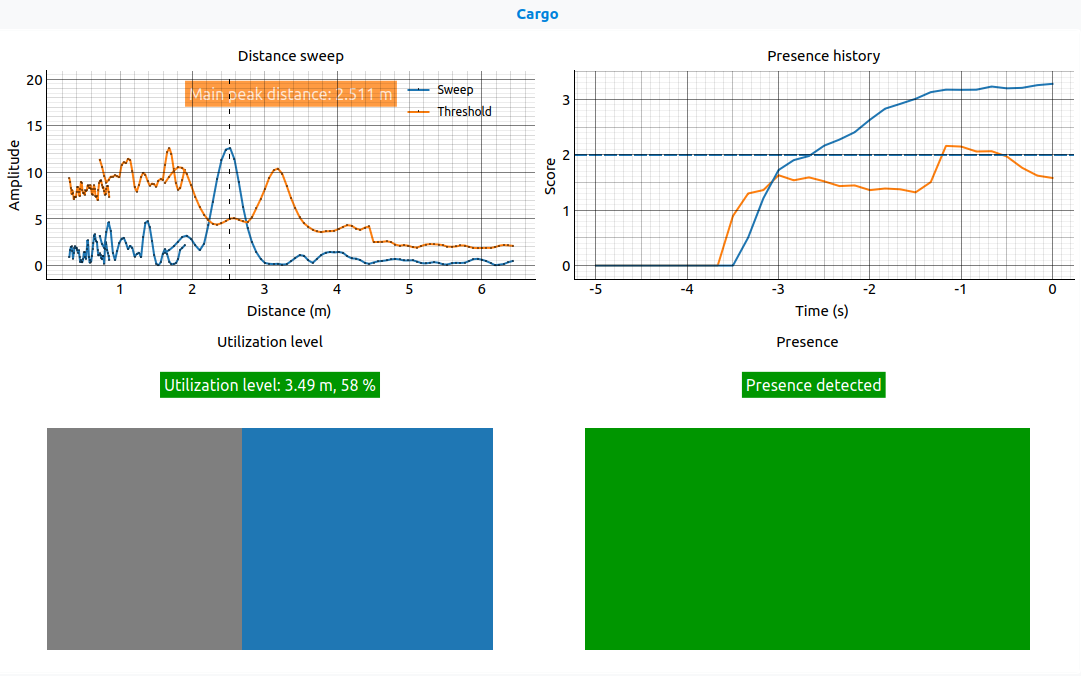 Cargo
Distance sweep
Main peak distance: 2.511 m
Sweep
Threshold
20
15
10
5
0
Amplitude
1 2 3 4 5 6
Distance (m)
Presence history
3
2
1
0
Score
-5 -4 -3 -2 -1 0
Time (s)
Utilization level
Utilization level: 3.49 m, 58 %
Presence
Presence detected